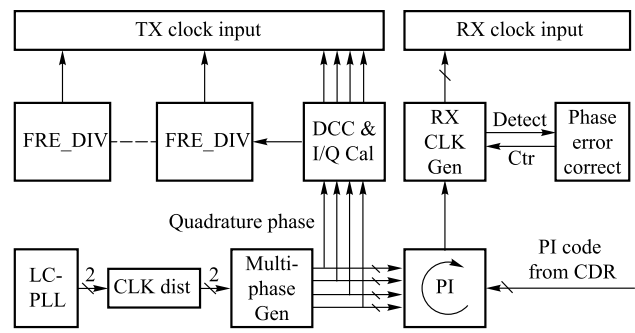 TX clock input
RX clock input
FRE_DIV
FRE_DIV
DCC &
I/Q Cal
RX
CLK
Gen
Detect
Ctr
Phase
error
correct
Quadrature phase
LC-
PLL
2
CLK dist
2
Multi-
phase
Gen
PI
PI code
from CDR